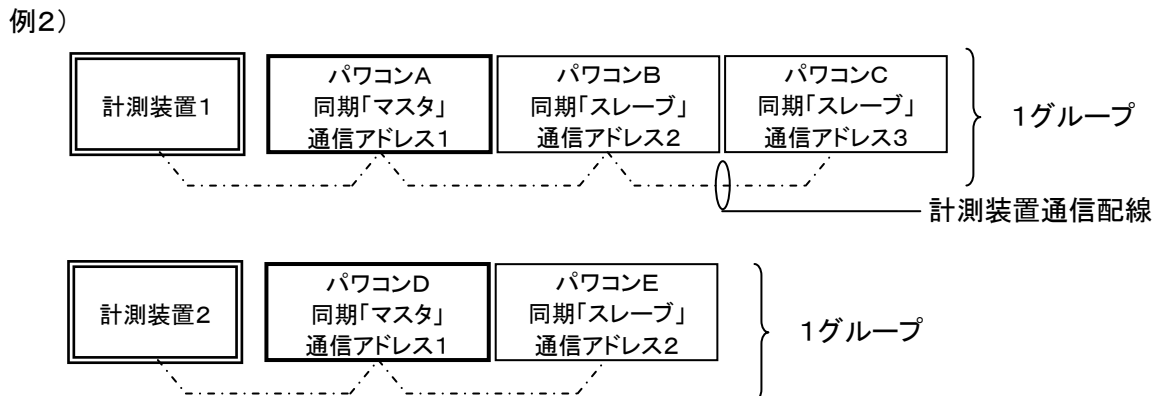 例２）
計測装置１
パワコンＡ
同期「マスタ」
通信アドレス１
パワコンＢ
同期「スレーブ」
通信アドレス２
パワコンＣ
同期「スレーブ」
通信アドレス３
１グループ
計測装置通信配線
計測装置２
パワコンＤ
同期「マスタ」
通信アドレス１
パワコンＥ
同期「スレーブ」
通信アドレス２
１グループ